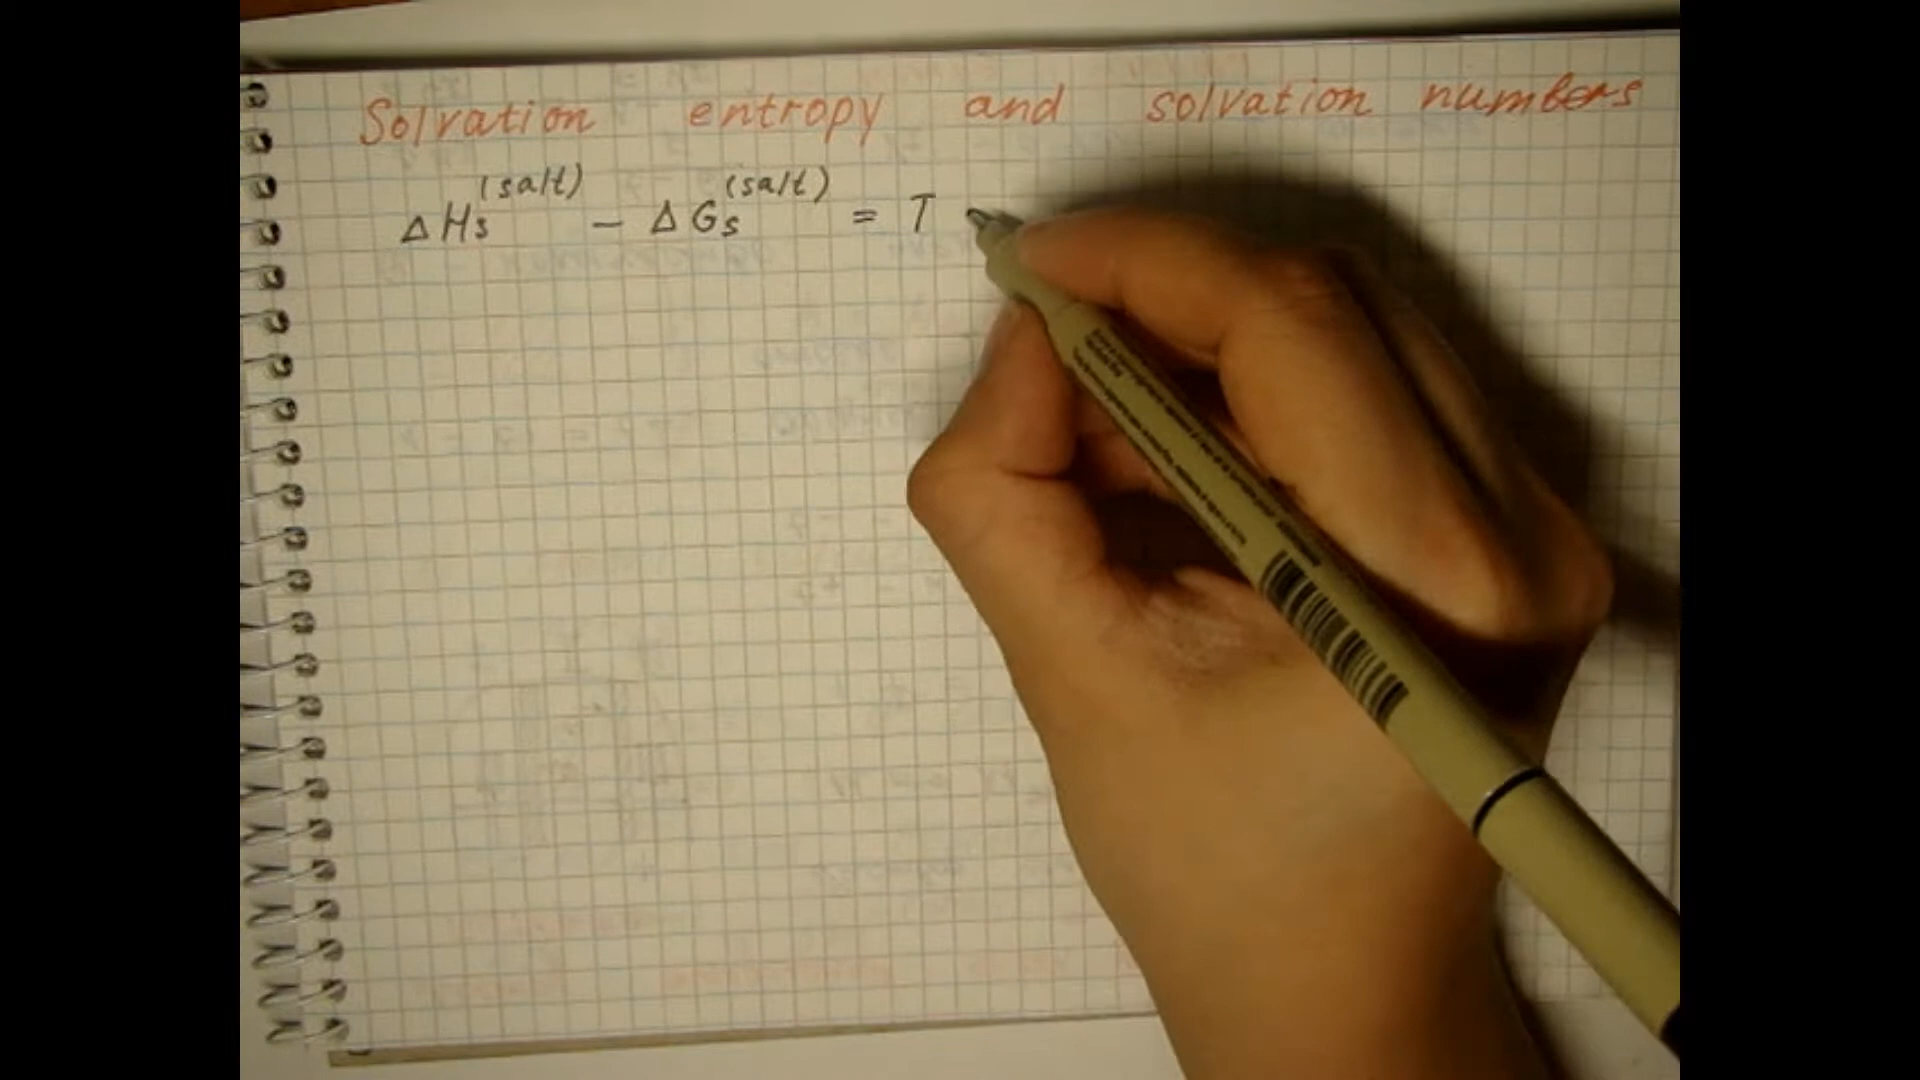 Solvation entropy and solvation numbers
ΔHs(salt) − ΔGs(salt) = T